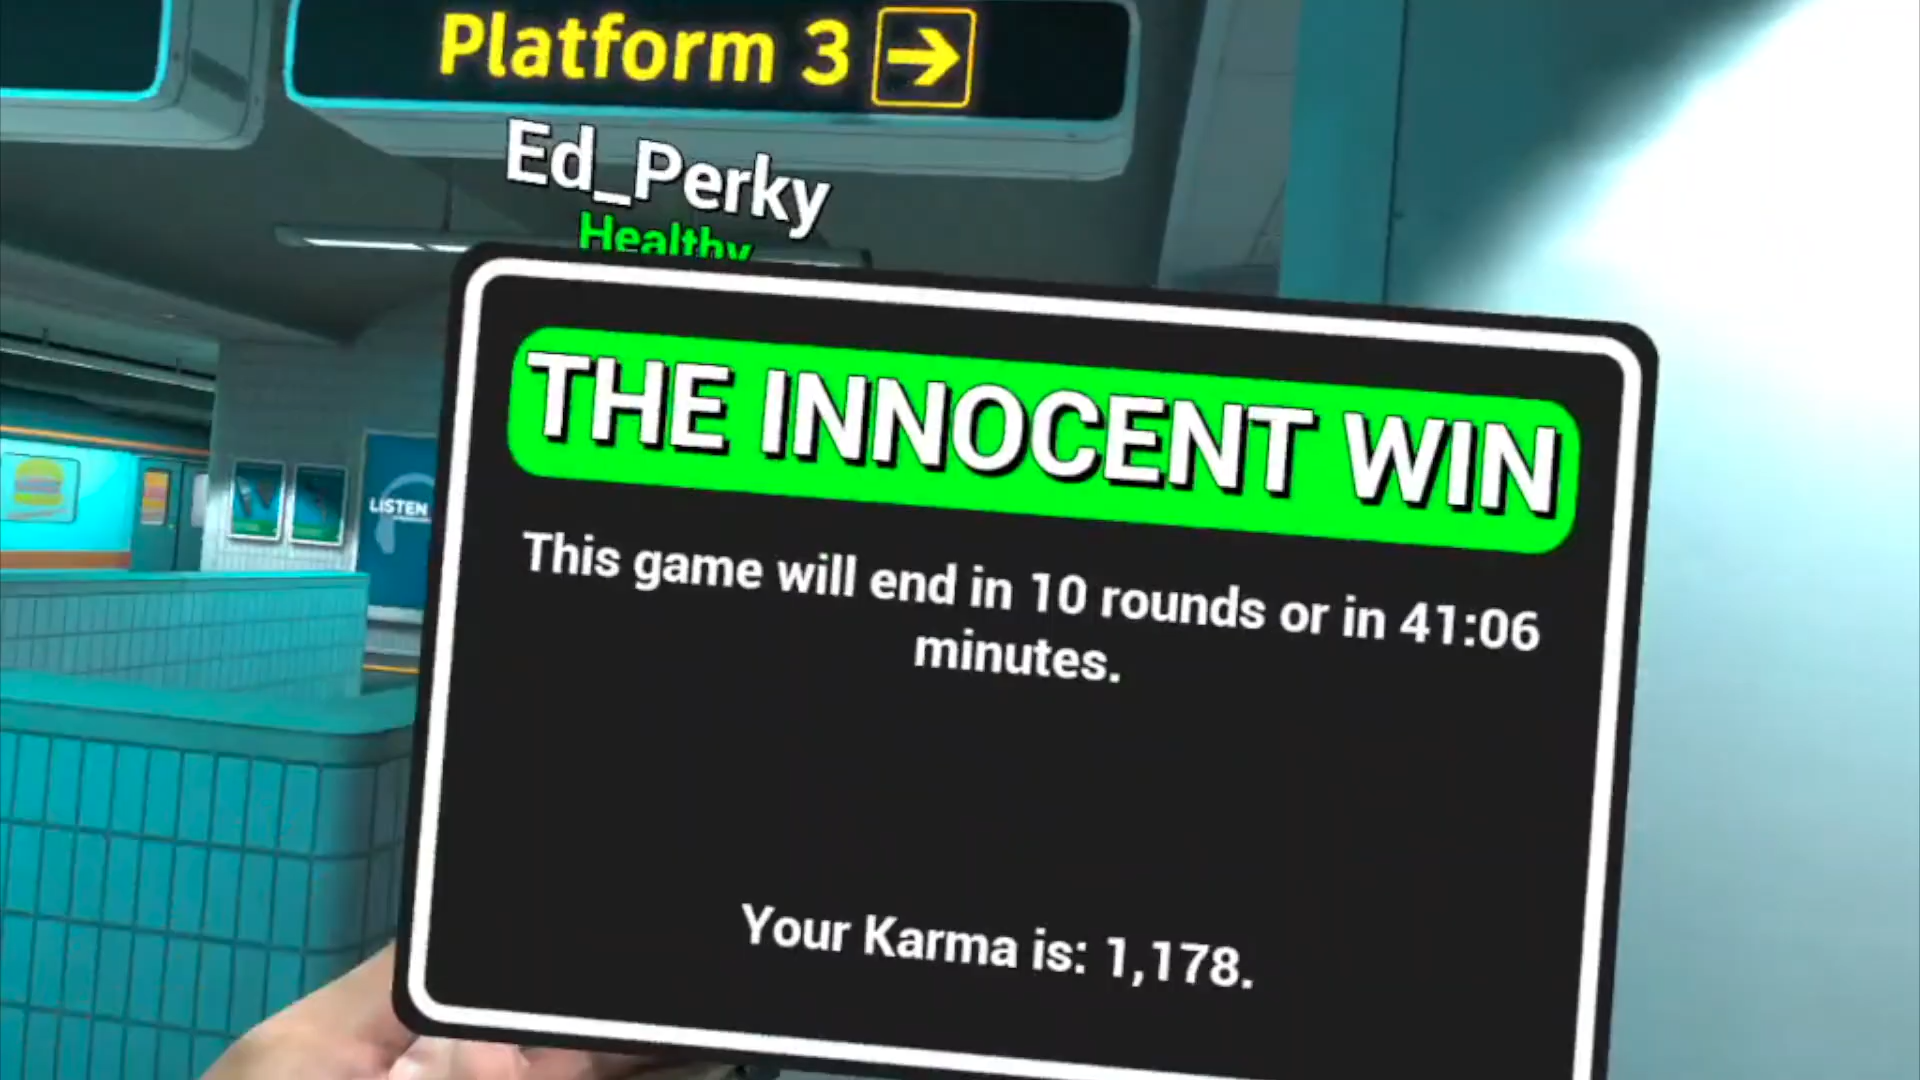 Platform 3 →
Ed_Perky
Healthy
LISTEN
THE INNOCENT WIN
This game will end in 10 rounds or in 41:06
minutes.
Your Karma is: 1,178.